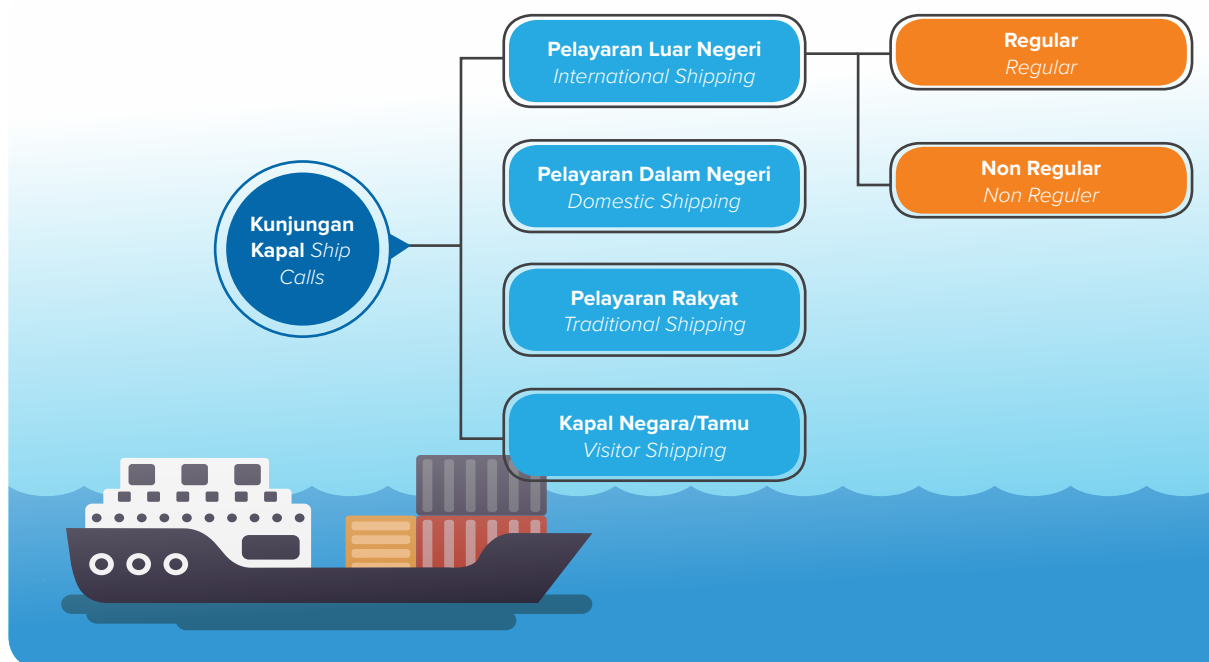 Kunjungan
Kapal Ship
Calls
Pelayaran Luar Negeri
International Shipping
Regular
Regular
Non Regular
Non Reguler
Pelayaran Dalam Negeri
Domestic Shipping
Pelayaran Rakyat
Traditional Shipping
Kapal Negara/Tamu
Visitor Shipping